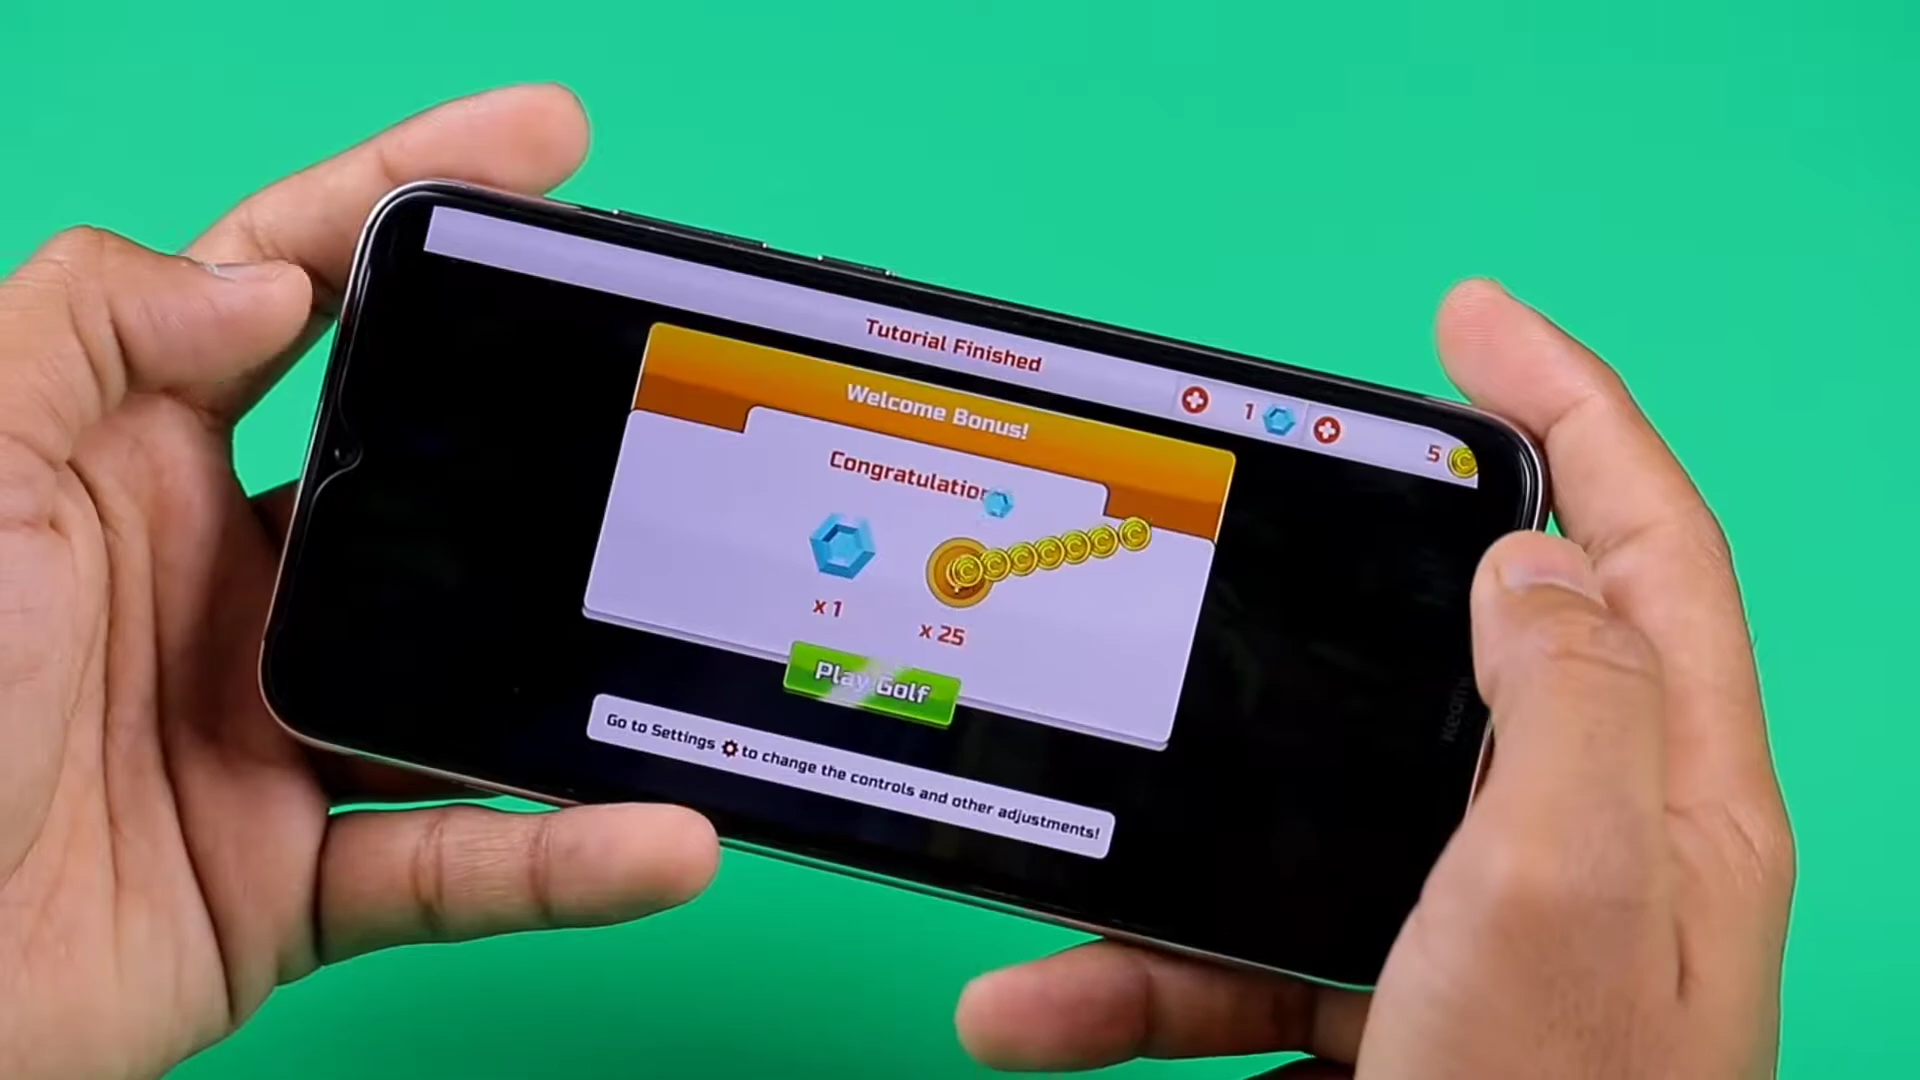 Tutorial Finished
1
5
Welcome Bonus!
Congratulation
x 1
x 25
Play Golf
Go to Settings to change the controls and other adjustments!